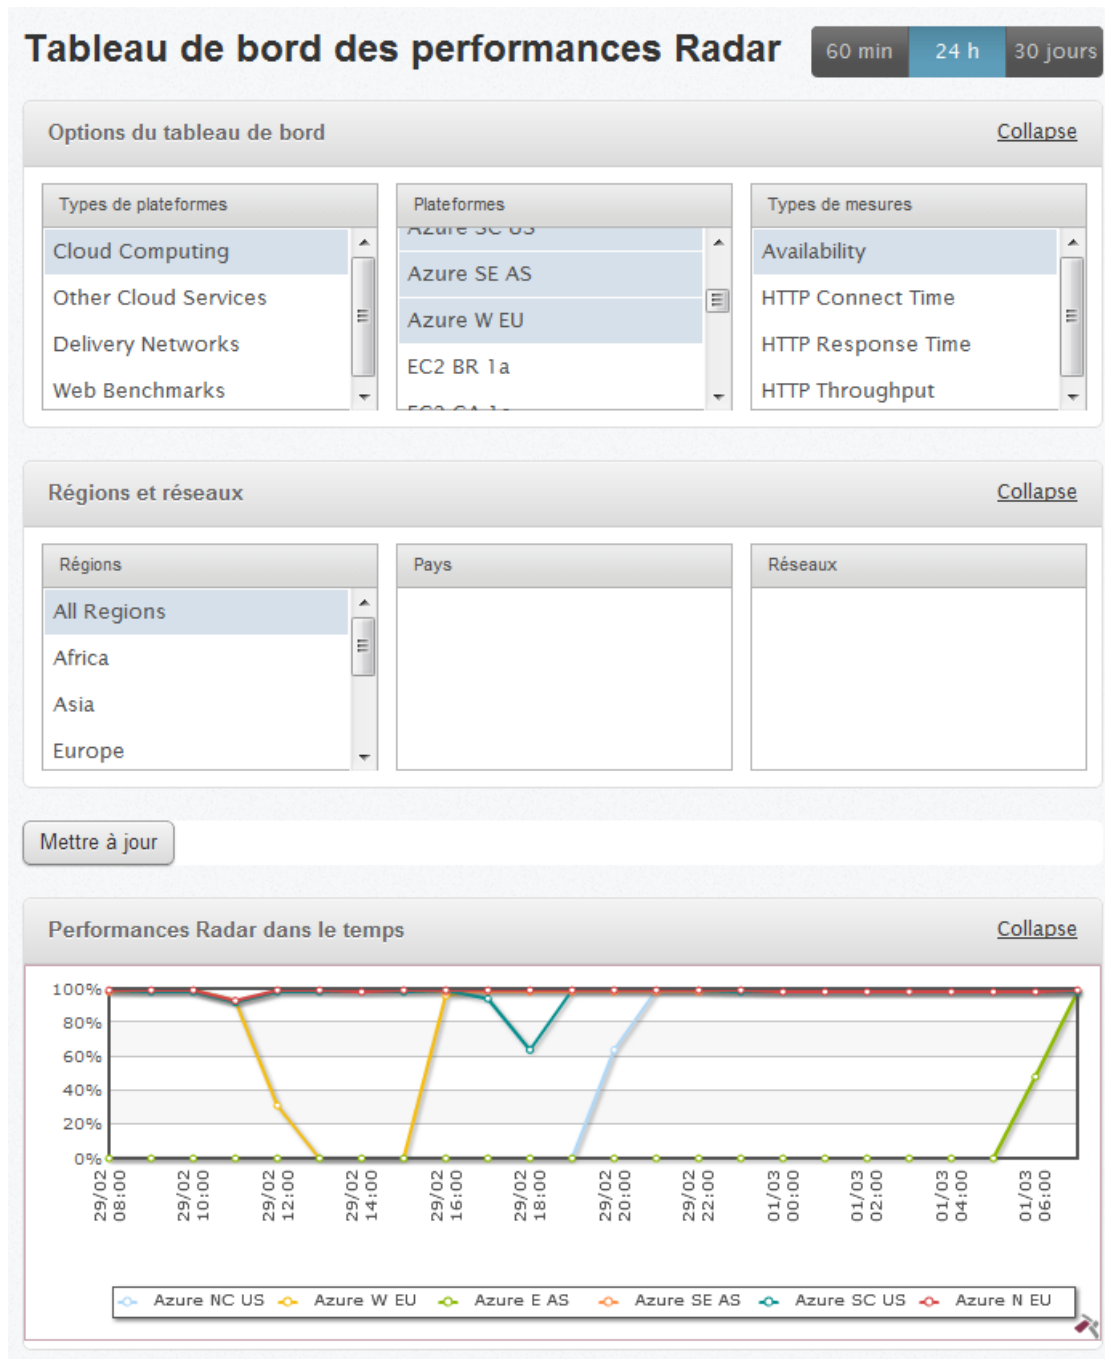 Tableau de bord des performances Radar
60 min 24 h 30 jours
Options du tableau de bord Collapse
Types de plateformes Plateformes Types de mesures
Cloud Computing
Other Cloud Services
Delivery Networks
Web Benchmarks
Azure SC US
Azure SE AS
Azure W EU
EC2 BR 1a
Availability
HTTP Connect Time
HTTP Response Time
HTTP Throughput
Régions et réseaux Collapse
Régions Pays Réseaux
All Regions
Africa
Asia
Europe
Mettre à jour
Performances Radar dans le temps Collapse
100%
80%
60%
40%
20%
0%
29/02 08:00
29/02 10:00
29/02 12:00
29/02 14:00
29/02 16:00
29/02 18:00
29/02 20:00
29/02 22:00
01/03 00:00
01/03 02:00
01/03 04:00
01/03 06:00
Azure NC US Azure W EU Azure E AS Azure SE AS Azure SC US Azure N EU